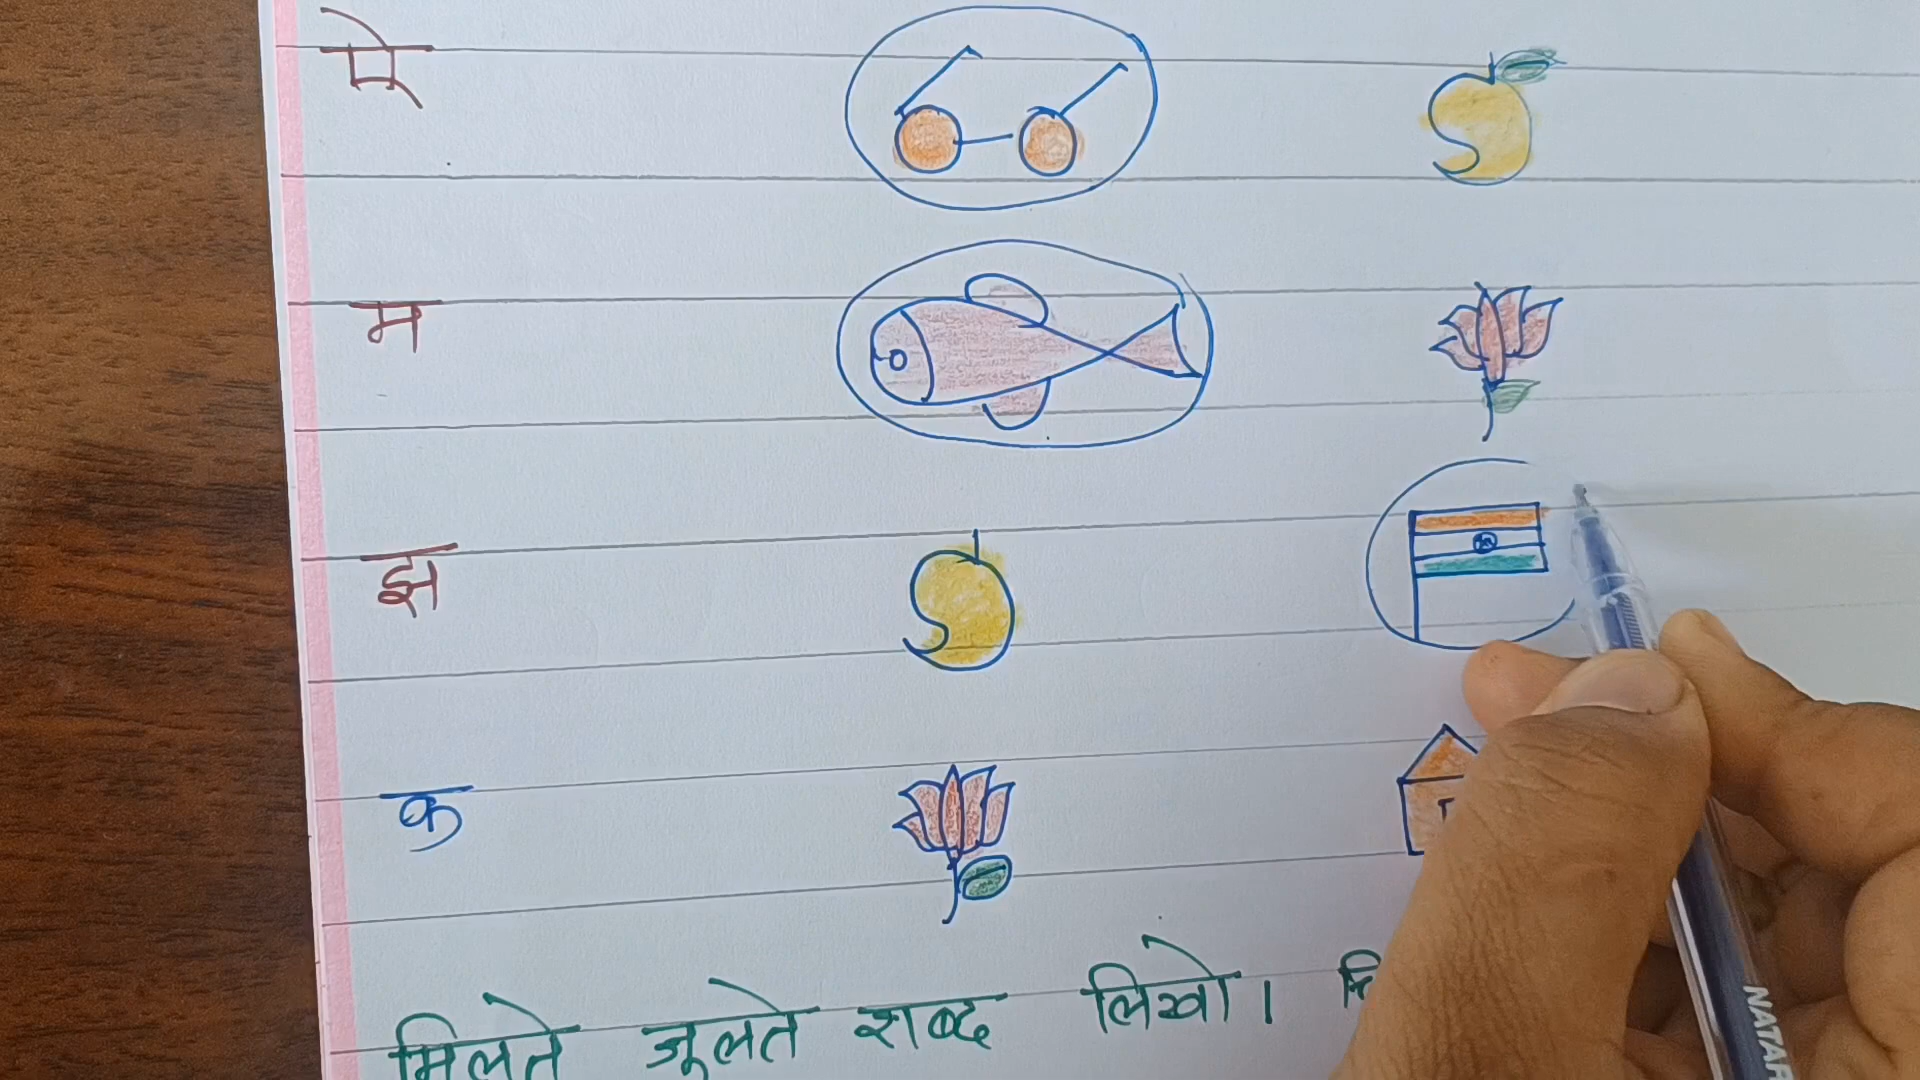 ऐ
म
झ
क
मिलते जूलते शब्द लिखो।